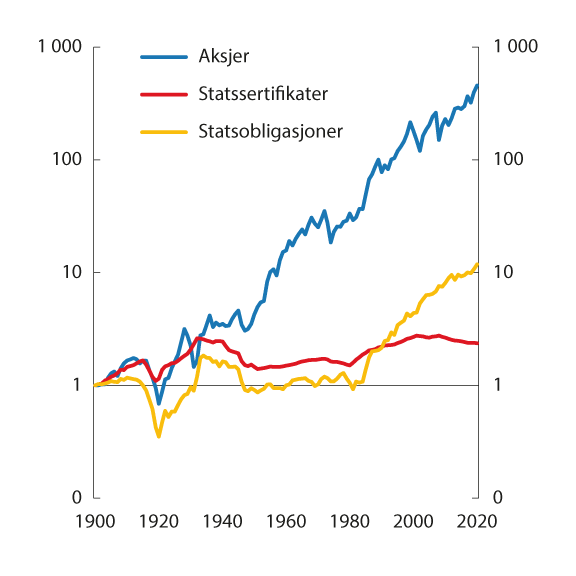 1 000 1 000
Aksjer
Statssertifikater
Statsobligasjoner
100 100
10 10
1 1
0 0
1900 1920 1940 1960 1980 2000 2020